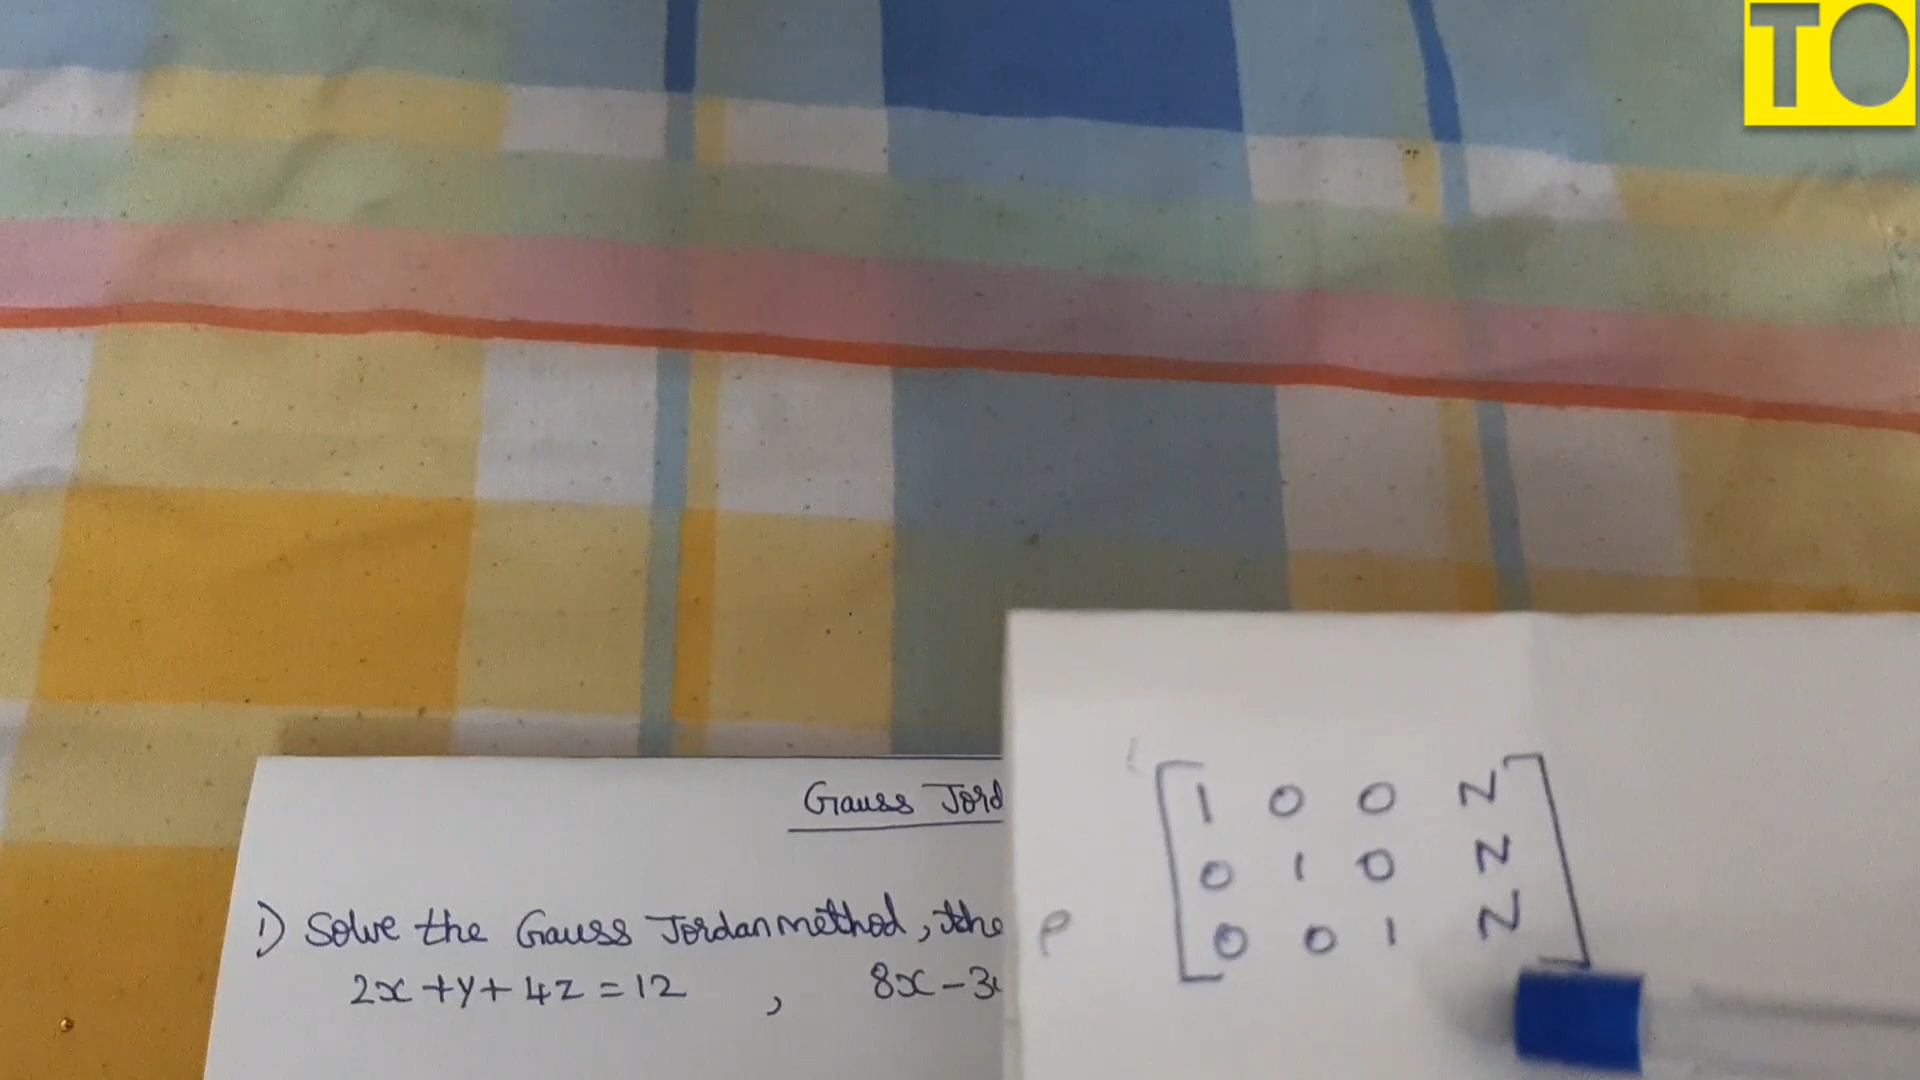 TO
Gauss Jord
1) Solve the Gauss Jordan method, the
2x+y+4z=12 , 8x-3
1 0 0 N
0 1 0 N
0 0 1 N